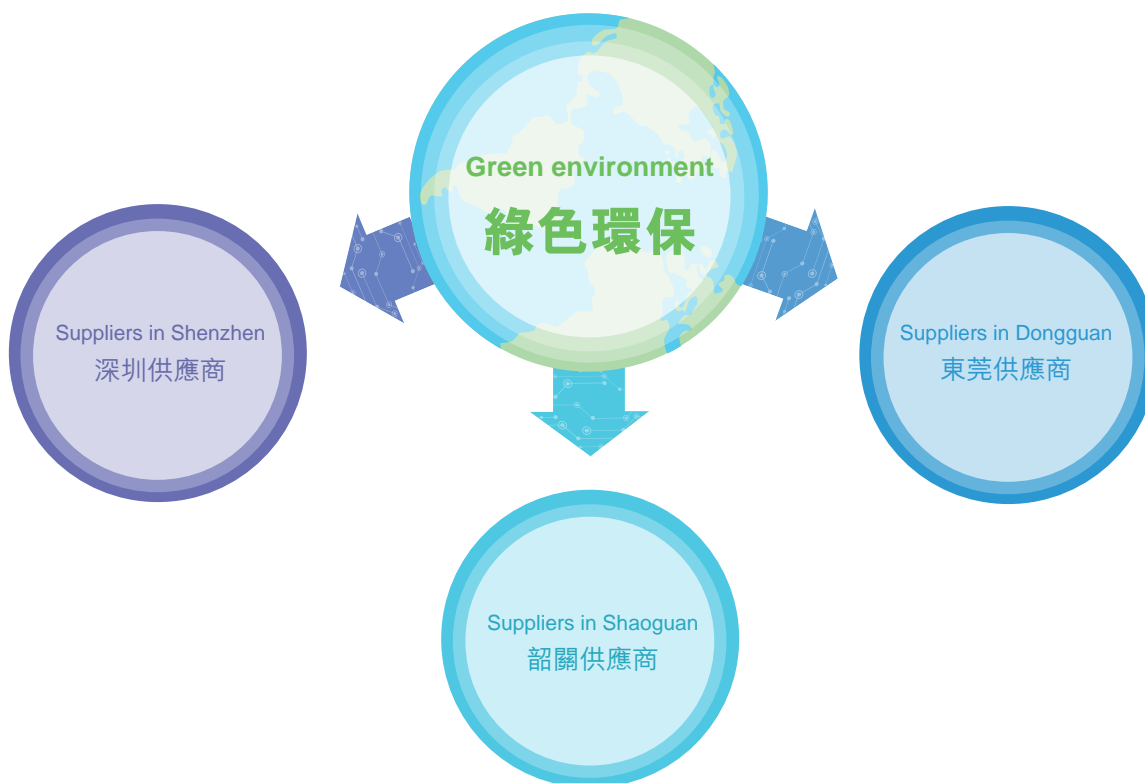 Green environment
綠色環保
Suppliers in Shenzhen
深圳供應商
Suppliers in Dongguan
東莞供應商
Suppliers in Shaoguan
韶關供應商